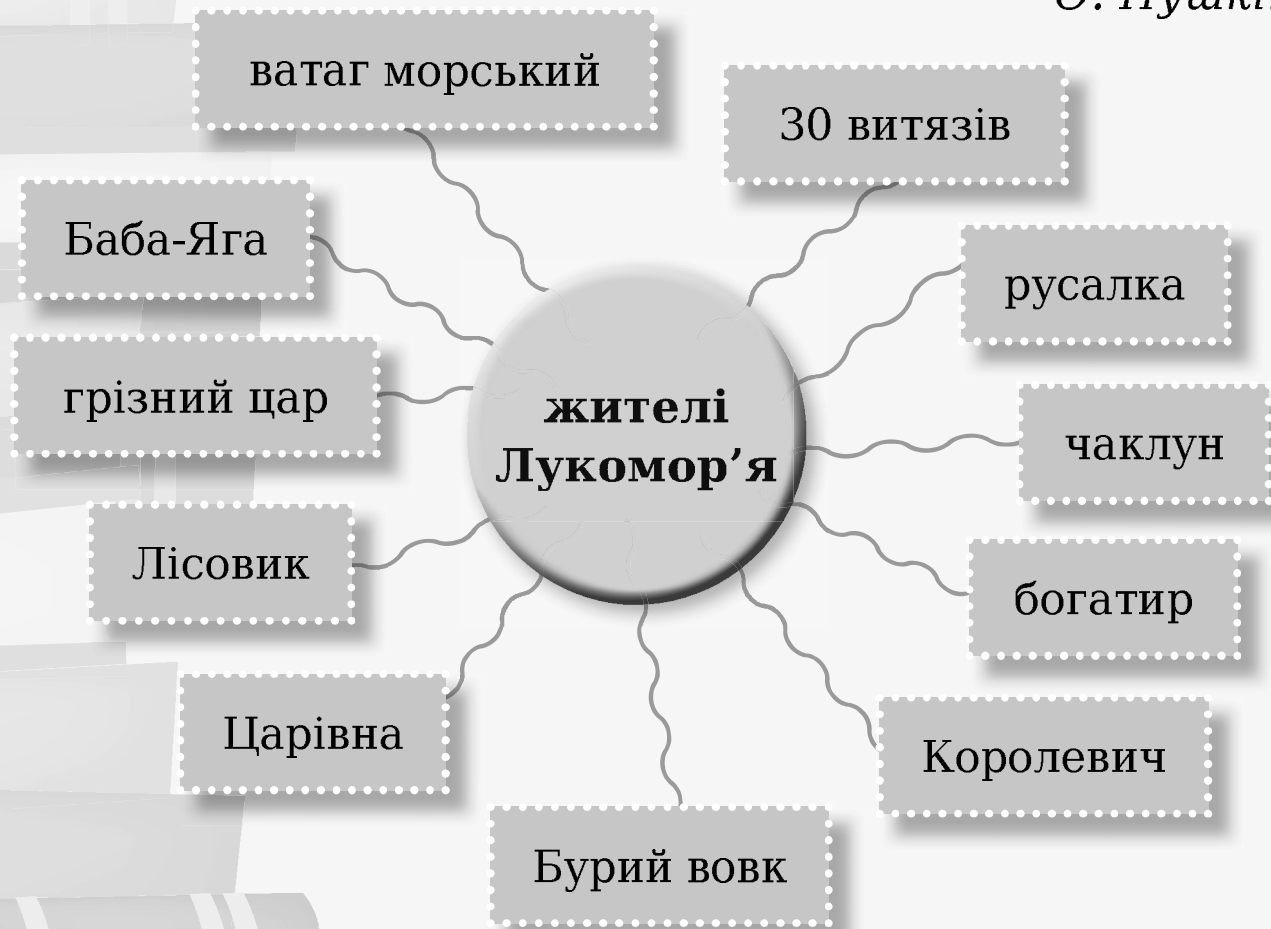 ватаг морський
30 витязів
Баба-Яга
русалка
грізний цар
жителі
Лукомор’я
чаклун
Лісовик
богатир
Царівна
Королевич
Бурий вовк